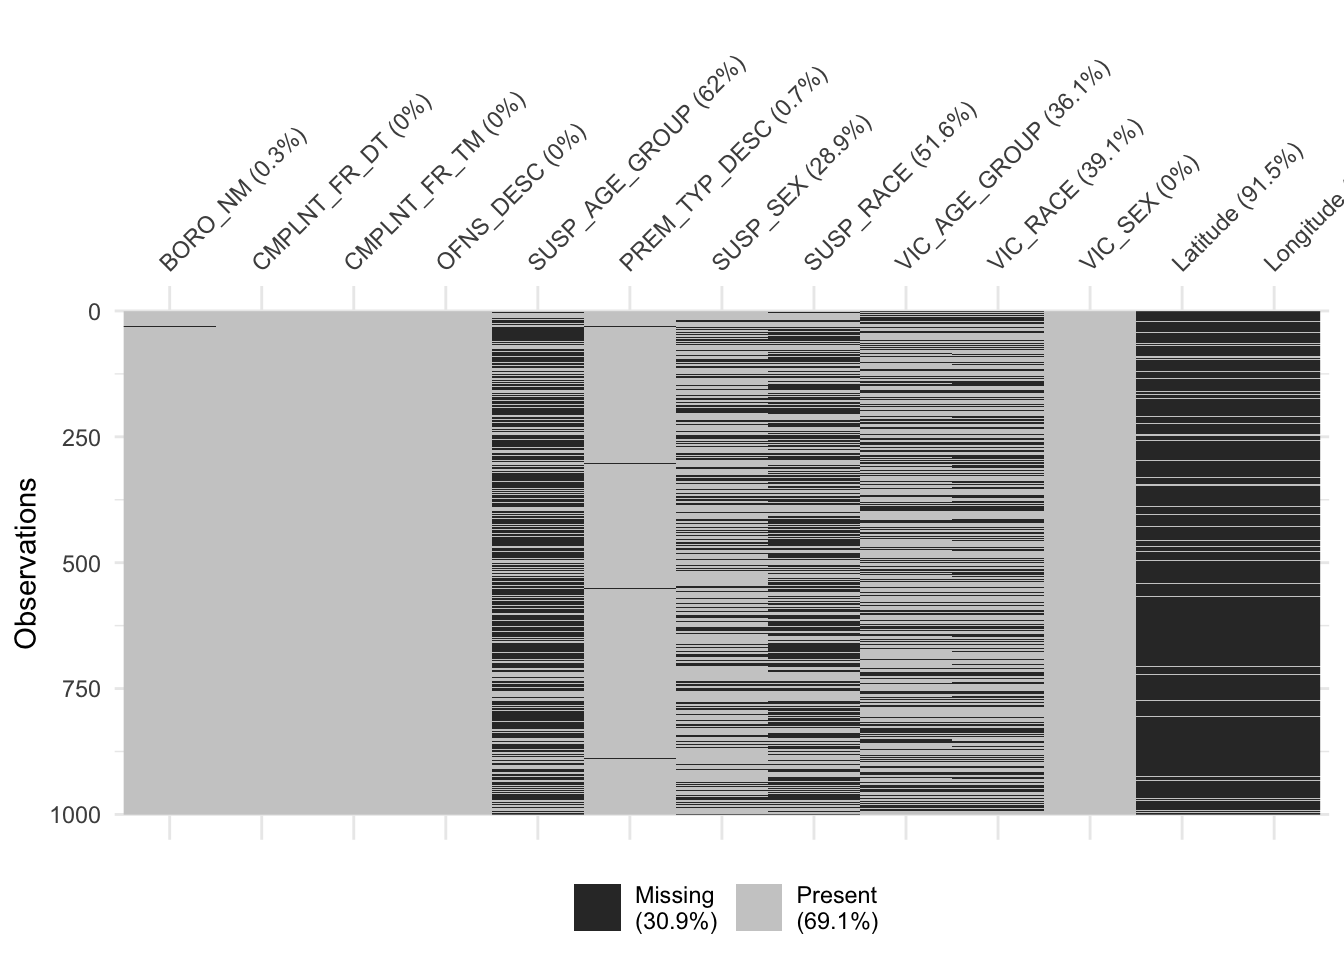 BORO_NM (0.3%)
CMPLNT_FR_DT (0%)
CMPLNT_FR_TM (0%)
OFNS_DESC (0%)
SUSP_AGE_GROUP (62%)
PREM_TYP_DESC (0.7%)
SUSP_SEX (28.9%)
SUSP_RACE (51.6%)
VIC_AGE_GROUP (36.1%)
VIC_RACE (39.1%)
VIC_SEX (0%)
Latitude (91.5%)
Longitude
0
250
500
750
1000
Observations
Missing
(30.9%)
Present
(69.1%)